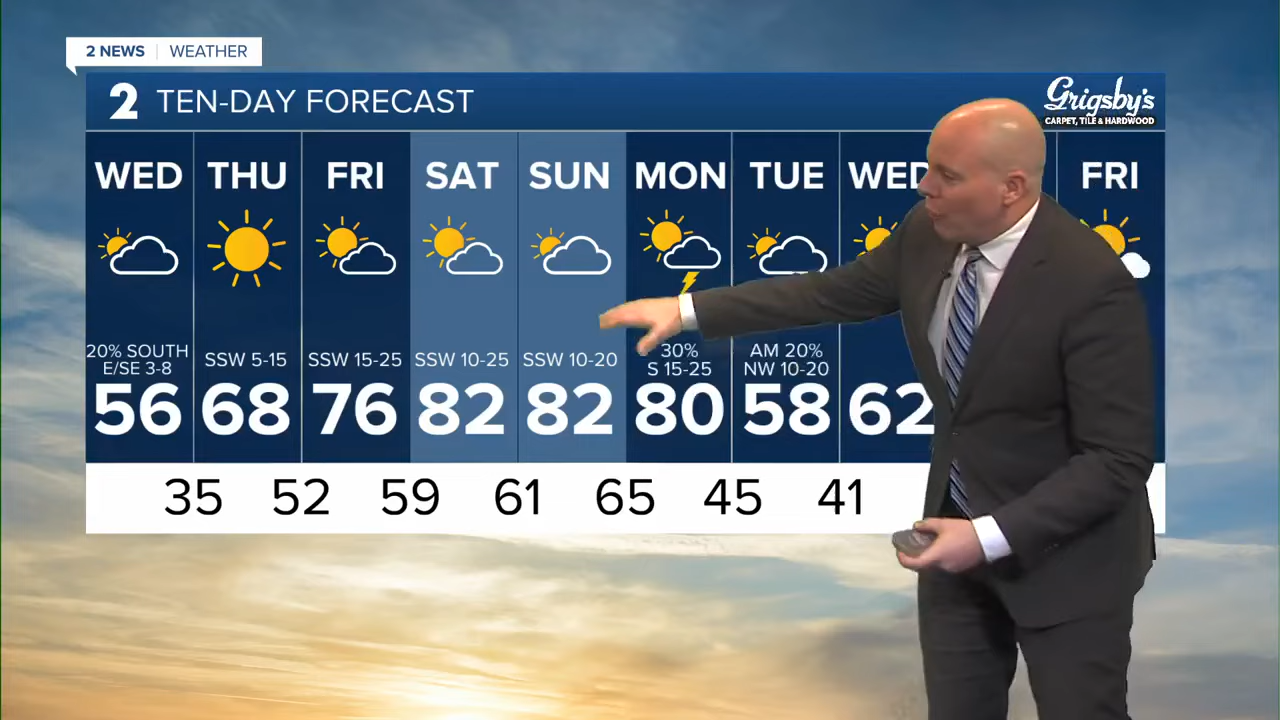 2 NEWS | WEATHER
2 TEN-DAY FORECAST
Grigsby's
CARPET, TILE & HARDWOOD
WED THU FRI SAT SUN MON TUE WED FRI
20% SOUTH 30% AM 20%
E/SE 3-8 SSW 5-15 SSW 15-25 SSW 10-25 SSW 10-20 S 15-25 NW 10-20
56 68 76 82 82 80 58 62
35 52 59 61 65 45 41